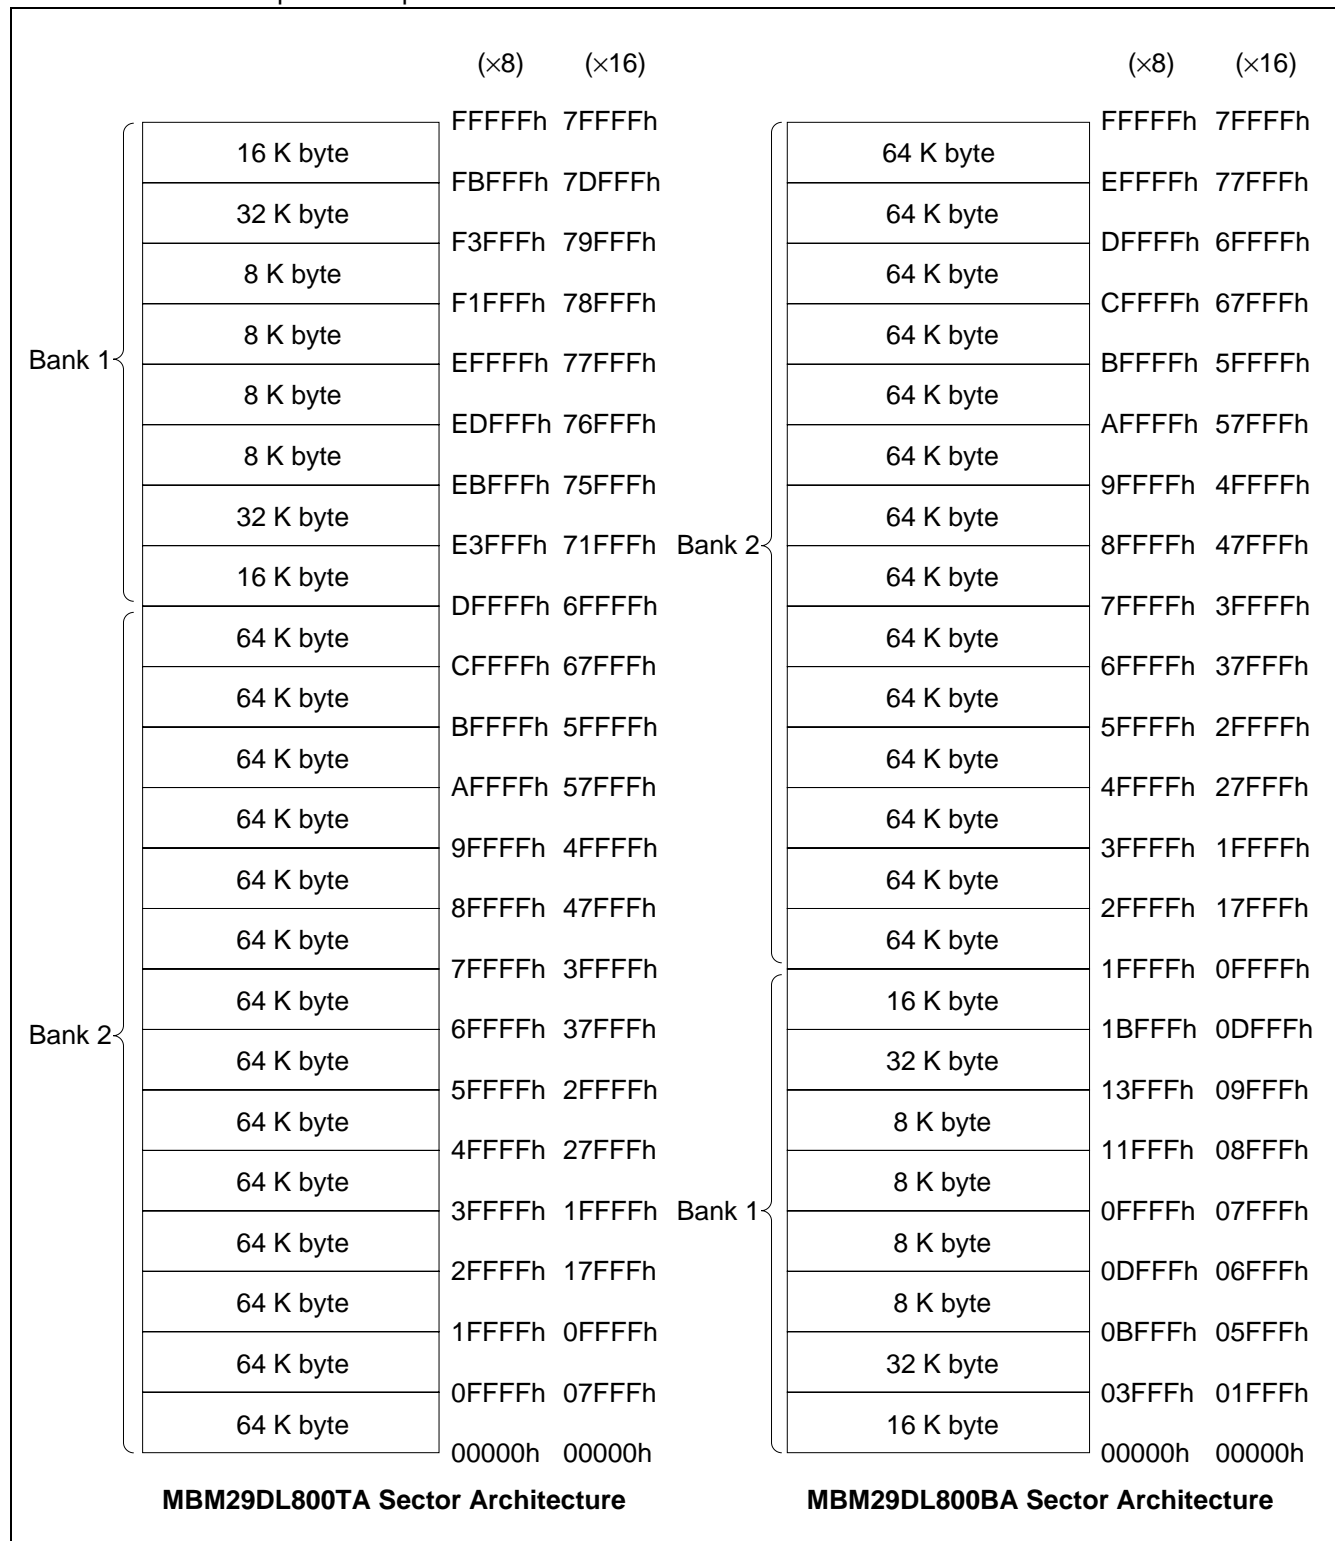 (×8) (×16)
FFFFFh 7FFFFh
16 K byte
FBFFFh 7DFFFh
32 K byte
F3FFFh 79FFFh
8 K byte
F1FFFh 78FFFh
8 K byte
Bank 1
EFFFFh 77FFFh
8 K byte
EDFFFh 76FFFh
8 K byte
EBFFFh 75FFFh
32 K byte
E3FFFh 71FFFh
16 K byte
DFFFFh 6FFFFh
64 K byte
CFFFFh 67FFFh
64 K byte
BFFFFh 5FFFFh
64 K byte
AFFFFh 57FFFh
64 K byte
9FFFFh 4FFFFh
64 K byte
8FFFFh 47FFFh
64 K byte
7FFFFh 3FFFFh
64 K byte
Bank 2
6FFFFh 37FFFh
64 K byte
5FFFFh 2FFFFh
64 K byte
4FFFFh 27FFFh
64 K byte
3FFFFh 1FFFFh
64 K byte
2FFFFh 17FFFh
64 K byte
1FFFFh 0FFFFh
64 K byte
0FFFFh 07FFFh
64 K byte
00000h 00000h
MBM29DL800TA Sector Architecture
(×8) (×16)
FFFFFh 7FFFFh
64 K byte
EFFFFh 77FFFh
64 K byte
DFFFFh 6FFFFh
64 K byte
CFFFFh 67FFFh
64 K byte
BFFFFh 5FFFFh
64 K byte
AFFFFh 57FFFh
64 K byte
9FFFFh 4FFFFh
64 K byte
Bank 2
8FFFFh 47FFFh
64 K byte
7FFFFh 3FFFFh
64 K byte
6FFFFh 37FFFh
64 K byte
5FFFFh 2FFFFh
64 K byte
4FFFFh 27FFFh
64 K byte
3FFFFh 1FFFFh
64 K byte
2FFFFh 17FFFh
64 K byte
1FFFFh 0FFFFh
16 K byte
1BFFFh 0DFFFh
32 K byte
13FFFh 09FFFh
8 K byte
11FFFh 08FFFh
8 K byte
Bank 1
0FFFFh 07FFFh
8 K byte
0DFFFh 06FFFh
8 K byte
0BFFFh 05FFFh
32 K byte
03FFFh 01FFFh
16 K byte
00000h 00000h
MBM29DL800BA Sector Architecture